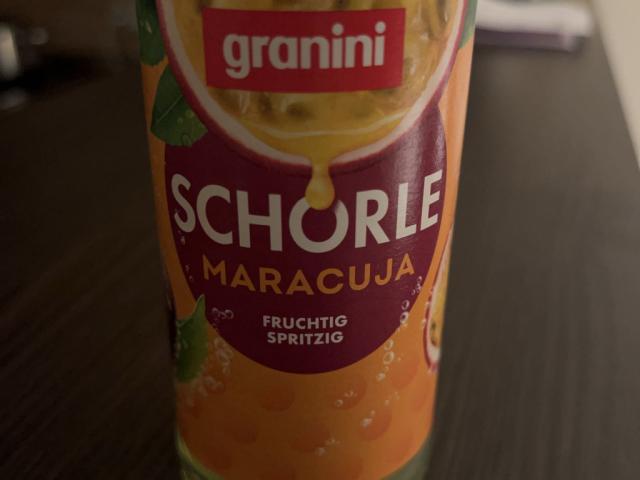 granini
SCHORLE
MARACUJA
FRUCHTIG
SPRITZIG